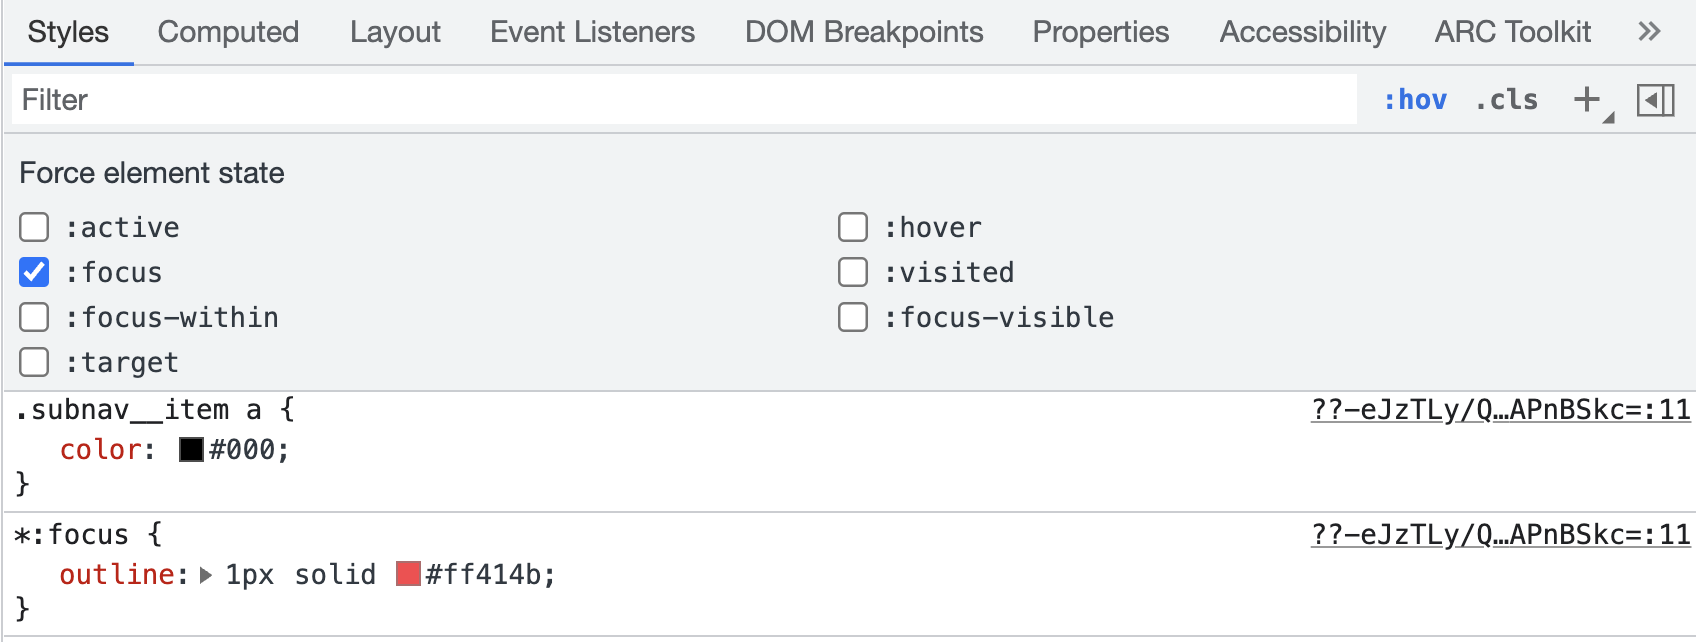 Styles Computed Layout Event Listeners DOM Breakpoints Properties Accessibility ARC Toolkit »
Filter :hov .cls +
Force element state
:active :hover
:focus :visited
:focus-within :focus-visible
:target
.subnav__item a { ??-eJzTLy/Q…APnBSkc=:11
color: #000;
}
*:focus { ??-eJzTLy/Q…APnBSkc=:11
outline: 1px solid #ff414b;
}